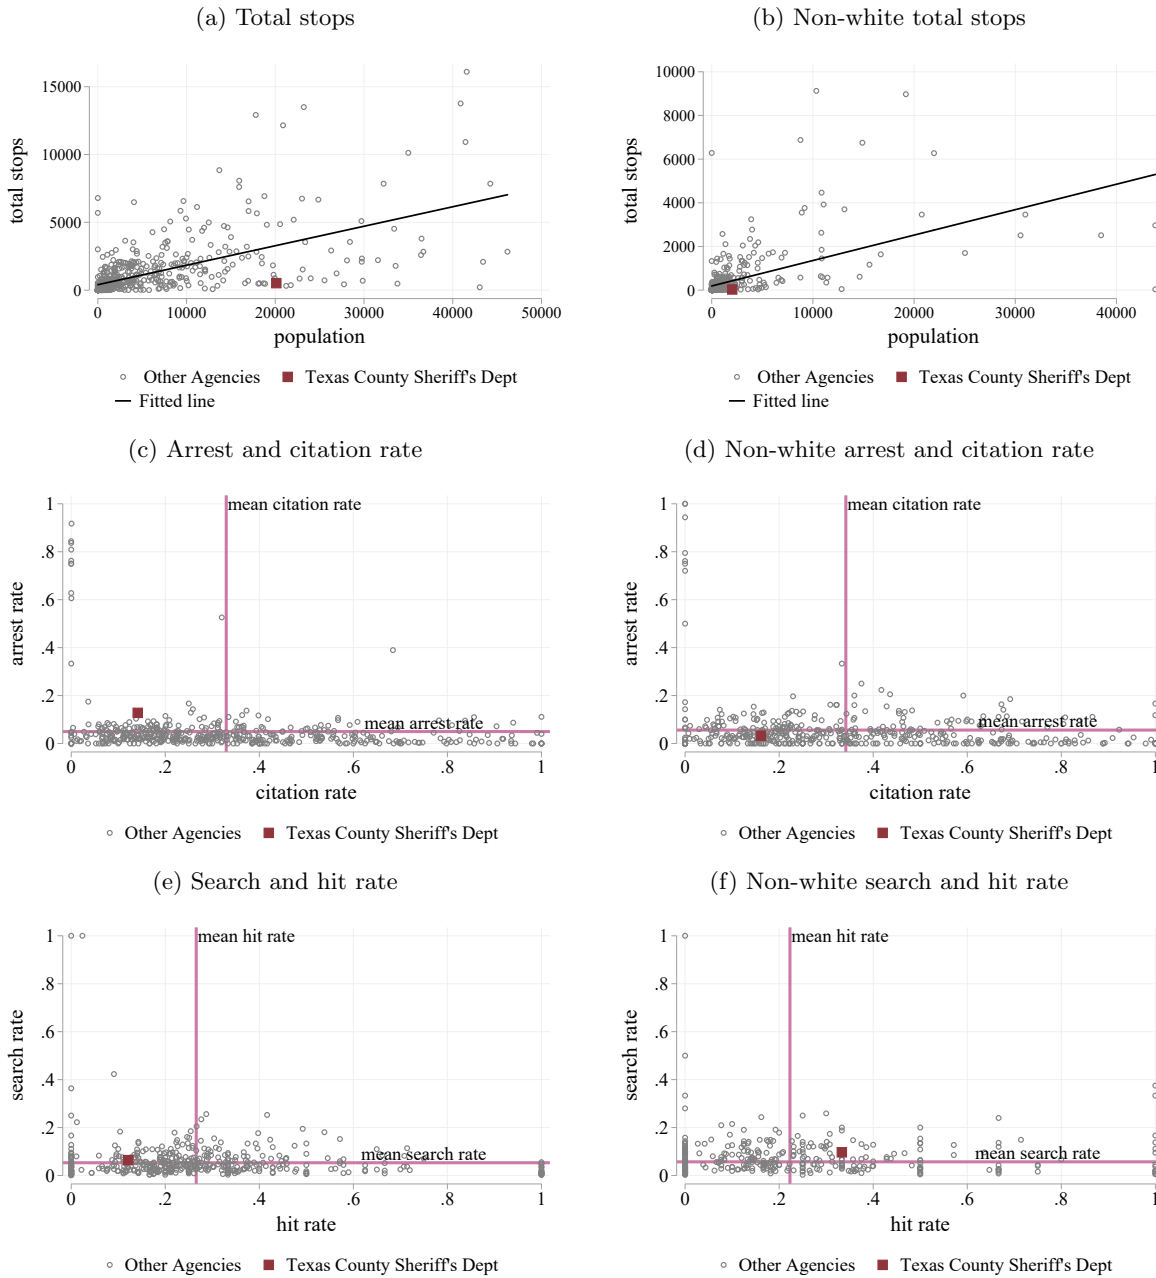 (a) Total stops
(b) Non-white total stops
total stops
15000
10000
5000
0
0 10000 20000 30000 40000 50000
population
Other Agencies Texas County Sheriff's Dept
Fitted line
total stops
10000
8000
6000
4000
2000
0
0 10000 20000 30000 40000
population
Other Agencies Texas County Sheriff's Dept
Fitted line
(c) Arrest and citation rate
(d) Non-white arrest and citation rate
arrest rate
1
.8
.6
.4
.2
0
mean citation rate
mean arrest rate
0 .2 .4 .6 .8 1
citation rate
Other Agencies Texas County Sheriff's Dept
arrest rate
1
.8
.6
.4
.2
0
mean citation rate
mean arrest rate
0 .2 .4 .6 .8 1
citation rate
Other Agencies Texas County Sheriff's Dept
(e) Search and hit rate
(f) Non-white search and hit rate
search rate
1
.8
.6
.4
.2
0
mean hit rate
mean search rate
0 .2 .4 .6 .8 1
hit rate
Other Agencies Texas County Sheriff's Dept
search rate
1
.8
.6
.4
.2
0
mean hit rate
mean search rate
0 .2 .4 .6 .8 1
hit rate
Other Agencies Texas County Sheriff's Dept